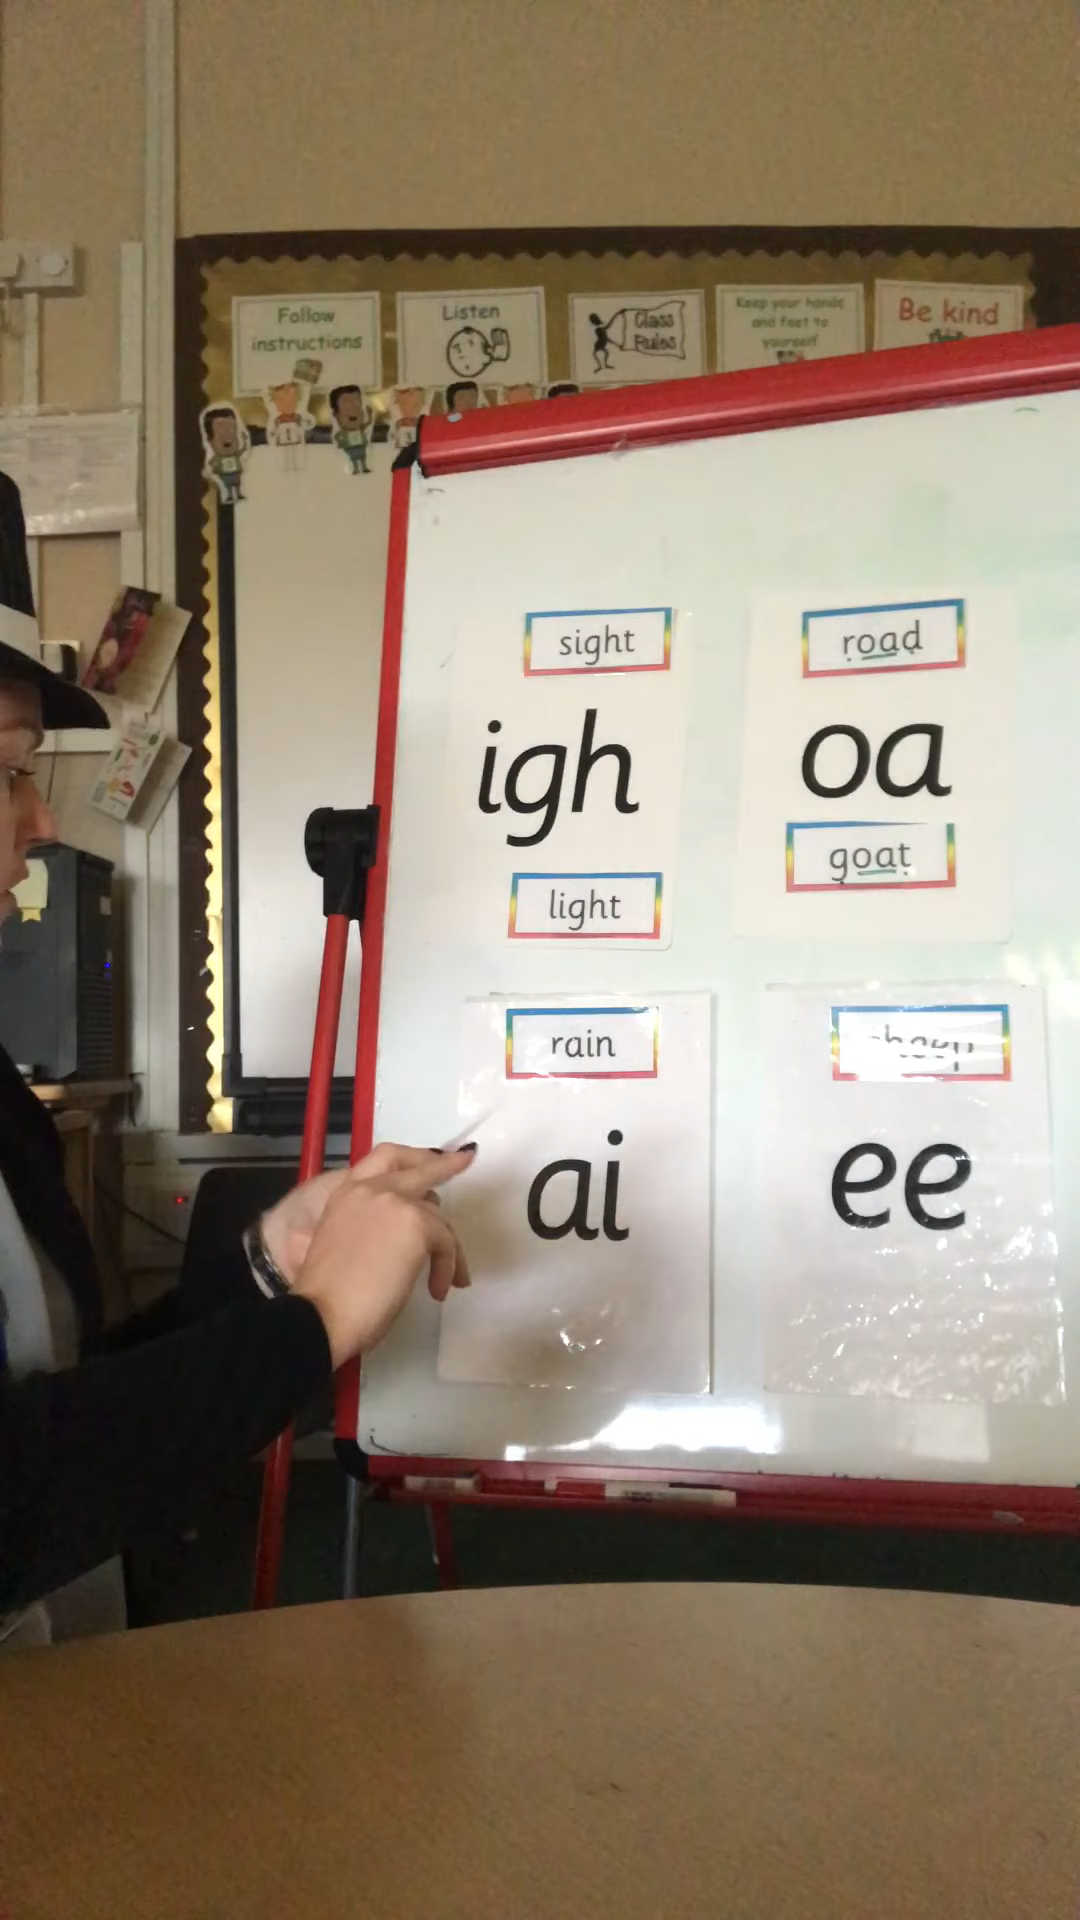 Follow
instructions
Listen
Class
Rules
Keep your hands
and feet to
yourself
Be kind
sight
igh
light
road
oa
goat
rain
ai
sheep
ee